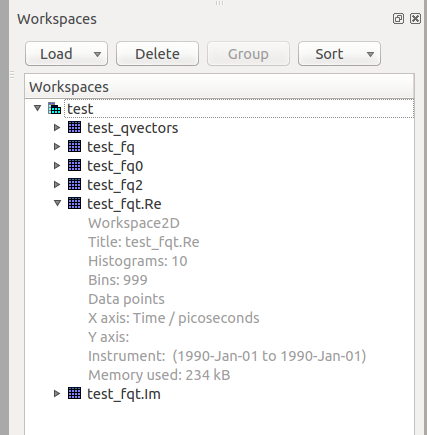 Workspaces
Load Delete Group Sort
Workspaces
test
test_qvectors
test_fq
test_fq0
test_fq2
test_fqt.Re
Workspace2D
Title: test_fqt.Re
Histograms: 10
Bins: 999
Data points
X axis: Time / picoseconds
Y axis:
Instrument:  (1990-Jan-01 to 1990-Jan-01)
Memory used: 234 kB
test_fqt.Im